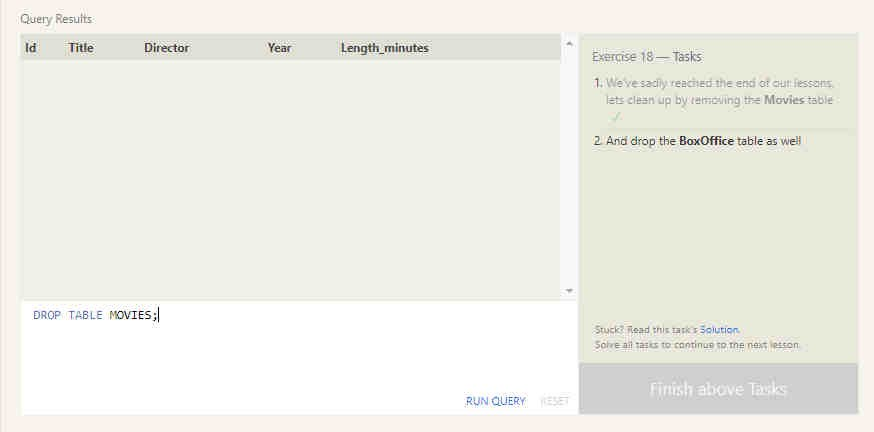 Query Results
Id Title Director Year Length_minutes
DROP TABLE MOVIES;
RUN QUERY RESET
Exercise 18 — Tasks
1. We've sadly reached the end of our lessons,
lets clean up by removing the Movies table
✓
2. And drop the BoxOffice table as well
Stuck? Read this task's Solution.
Solve all tasks to continue to the next lesson.
Finish above Tasks